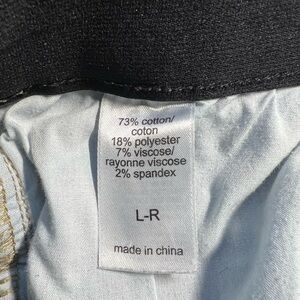 73% cotton/
coton
18% polyester
7% viscose/
rayonne viscose
2% spandex
L-R
made in china